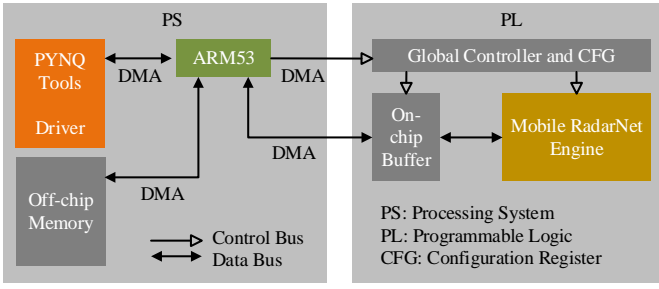 PS
PYNQ
Tools
Driver
DMA
ARM53
DMA
Off-chip
Memory
DMA
DMA
Control Bus
Data Bus
PL
Global Controller and CFG
On-
chip
Buffer
Mobile RadarNet
Engine
PS: Processing System
PL: Programmable Logic
CFG: Configuration Register